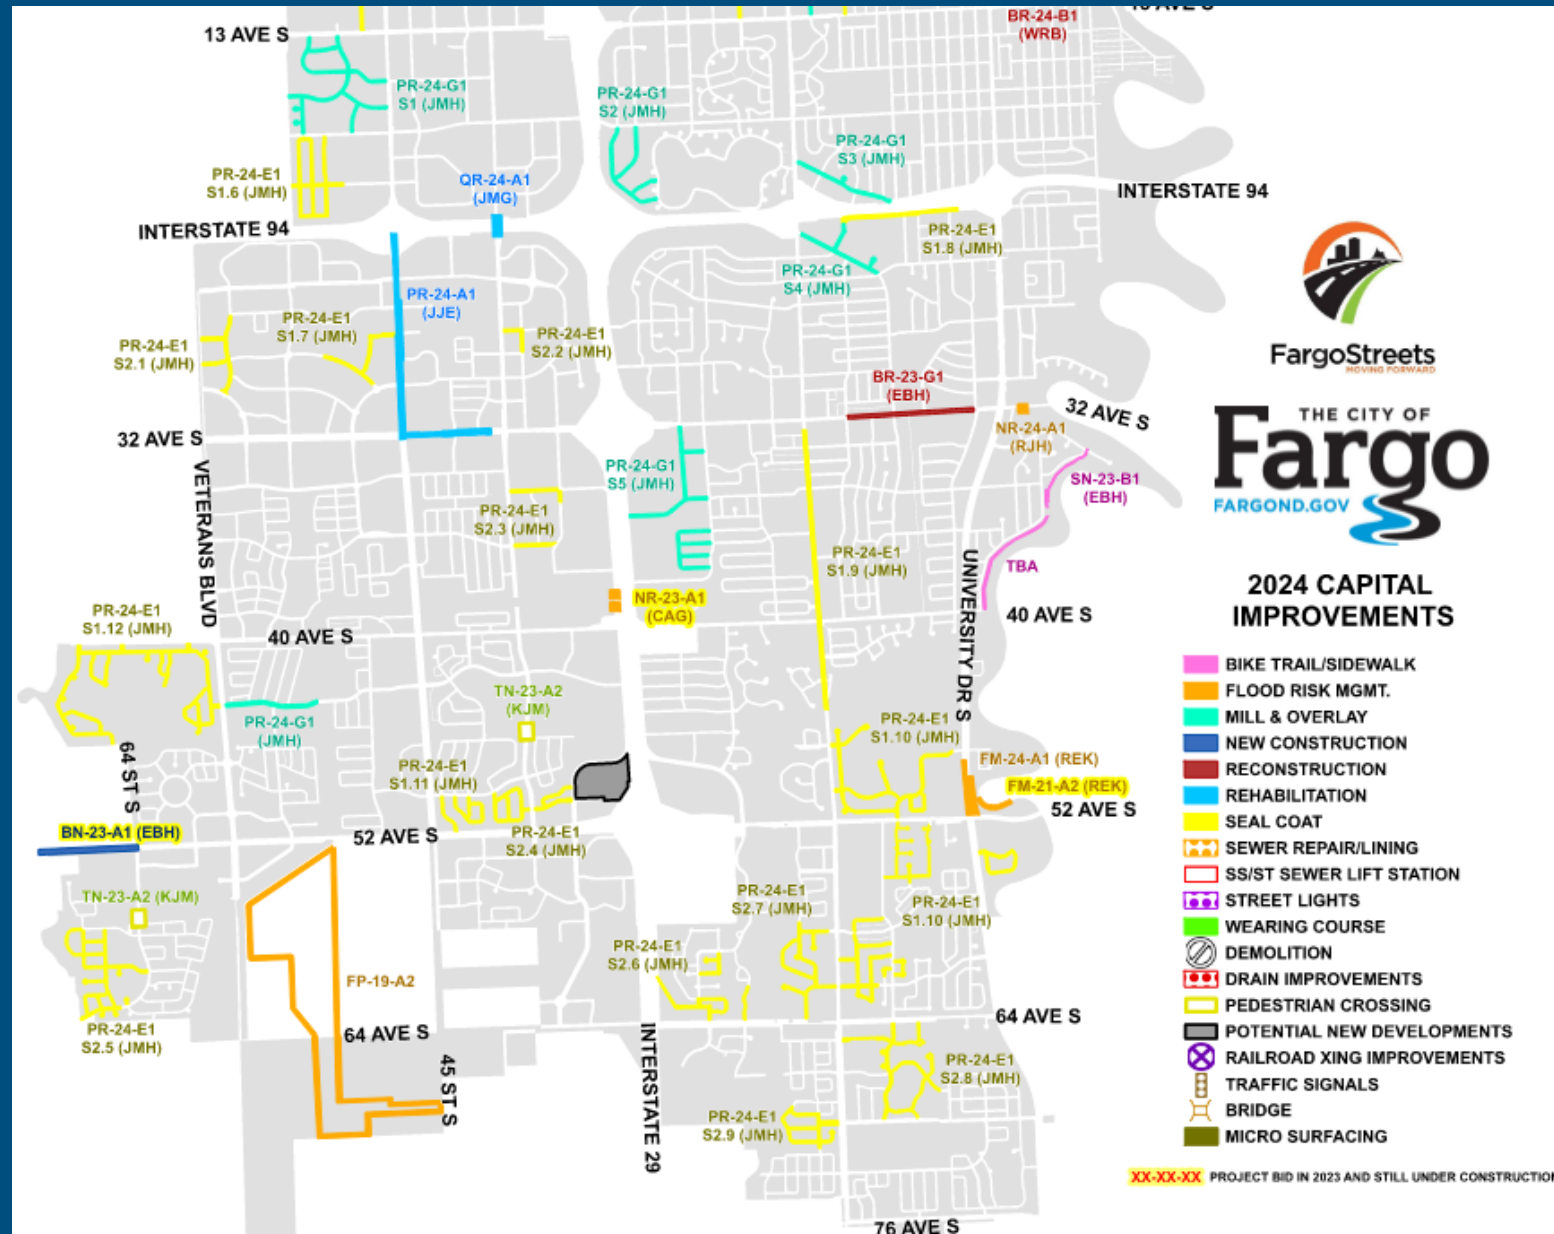 13 AVE S
BR-24-B1
(WRB)
PR-24-G1
S1 (JMH)
PR-24-G1
S2 (JMH)
PR-24-G1
S3 (JMH)
PR-24-E1
S1.6 (JMH)
QR-24-A1
(JMG)
INTERSTATE 94
INTERSTATE 94
PR-24-E1
S1.8 (JMH)
PR-24-G1
S4 (JMH)
PR-24-A1
(JJE)
PR-24-E1
S1.7 (JMH)
PR-24-E1
S2.1 (JMH)
PR-24-E1
S2.2 (JMH)
BR-23-G1
(EBH)
32 AVE S
32 AVE S
NR-24-A1
(RJH)
PR-24-G1
S5 (JMH)
SN-23-B1
(EBH)
VETERANS BLVD
PR-24-E1
S2.3 (JMH)
PR-24-E1
S1.9 (JMH)
TBA
UNIVERSITY DR S
NR-23-A1
(CAG)
PR-24-E1
S1.12 (JMH)
40 AVE S
40 AVE S
TN-23-A2
(KJM)
PR-24-G1
(JMH)
PR-24-E1
S1.10 (JMH)
64 ST S
PR-24-E1
S1.11 (JMH)
FM-24-A1 (REK)
FM-21-A2 (REK)
52 AVE S
BN-23-A1 (EBH)
52 AVE S
PR-24-E1
S2.4 (JMH)
TN-23-A2 (KJM)
PR-24-E1
S2.7 (JMH)
PR-24-E1
S1.10 (JMH)
PR-24-E1
S2.6 (JMH)
FP-19-A2
PR-24-E1
S2.5 (JMH)
64 AVE S
64 AVE S
45 ST S
INTERSTATE 29
PR-24-E1
S2.8 (JMH)
PR-24-E1
S2.9 (JMH)
76 AVE S
FargoStreets
MOVING FORWARD
THE CITY OF
Fargo
FARGOND.GOV
2024 CAPITAL
IMPROVEMENTS
BIKE TRAIL/SIDEWALK
FLOOD RISK MGMT.
MILL & OVERLAY
NEW CONSTRUCTION
RECONSTRUCTION
REHABILITATION
SEAL COAT
SEWER REPAIR/LINING
SS/ST SEWER LIFT STATION
STREET LIGHTS
WEARING COURSE
DEMOLITION
DRAIN IMPROVEMENTS
PEDESTRIAN CROSSING
POTENTIAL NEW DEVELOPMENTS
RAILROAD XING IMPROVEMENTS
TRAFFIC SIGNALS
BRIDGE
MICRO SURFACING
XX-XX-XX PROJECT BID IN 2023 AND STILL UNDER CONSTRUCTION